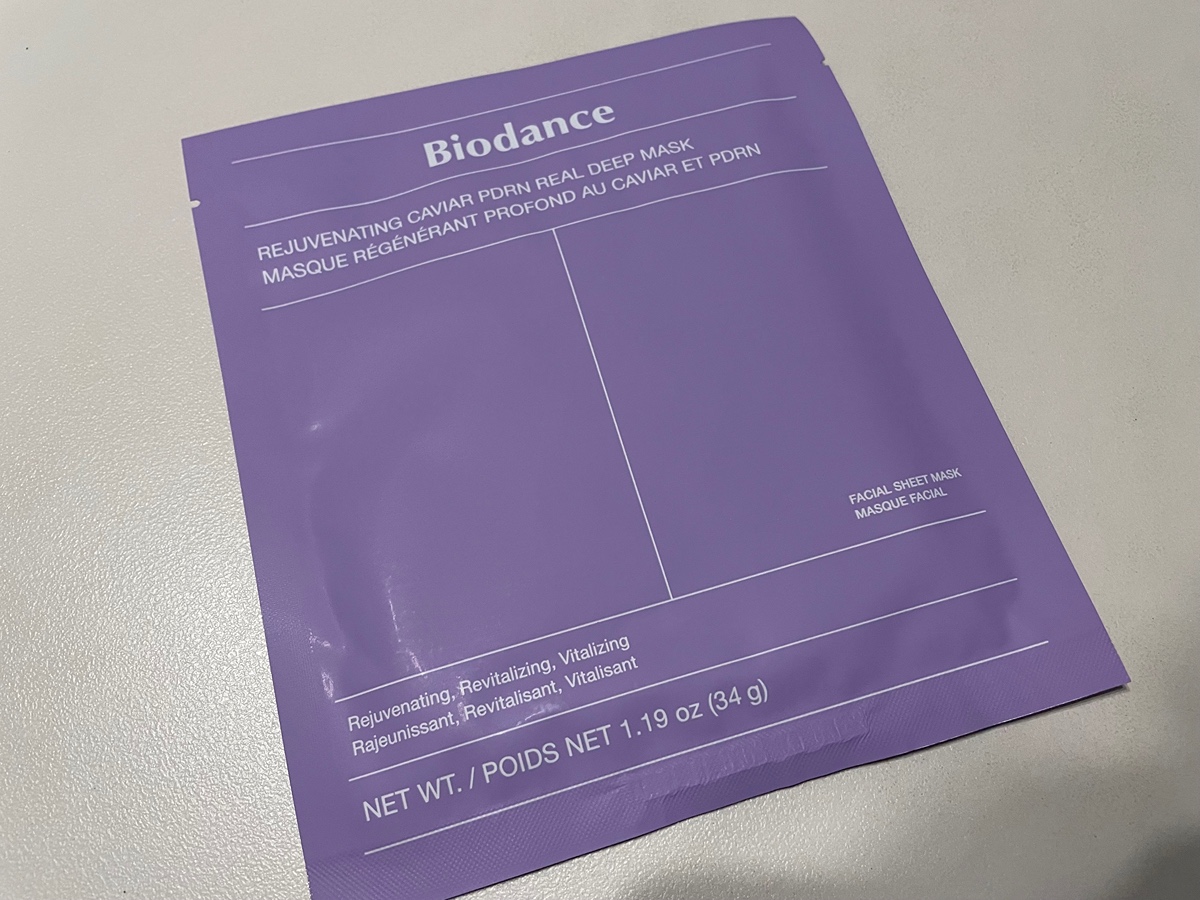 Biodance
REJUVENATING CAVIAR PDRN REAL DEEP MASK
MASQUE RÉGÉNÉRANT PROFOND AU CAVIAR ET PDRN
FACIAL SHEET MASK
MASQUE FACIAL
Rejuvenating, Revitalizing, Vitalizing
Rajeunissant, Revitalisant, Vitalisant
NET WT. / POIDS NET 1.19 oz (34 g)